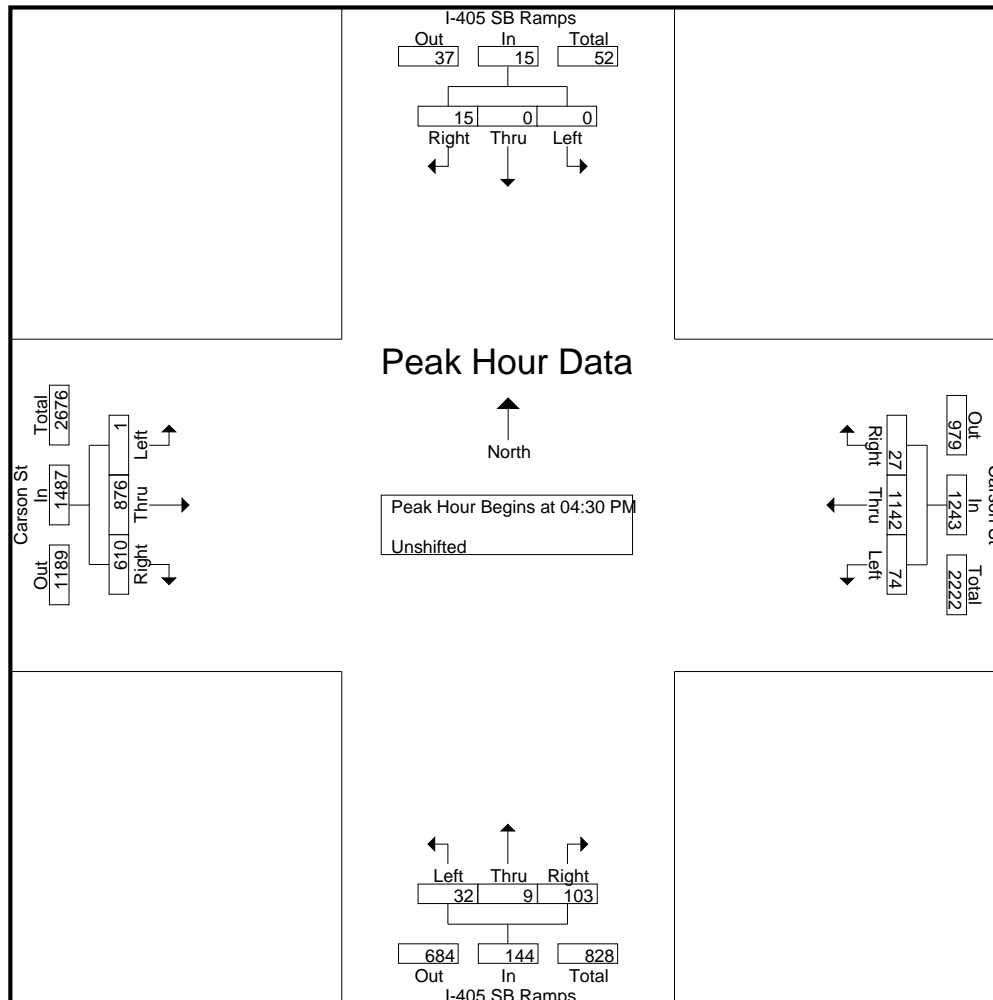 I-405 SB Ramps
Out In Total
37 15 52
15 0 0
Right Thru Left
Peak Hour Data
North
Peak Hour Begins at 04:30 PM
Unshifted
Carson St
Total In Out
2676 1487 1189
1 876 610
Left Thru Right
Right Thru Left
27 1142 74
979 1243 2222
Out In Total
Carson St
Left Thru Right
32 9 103
684 144 828
Out In Total
I-405 SB Ramps